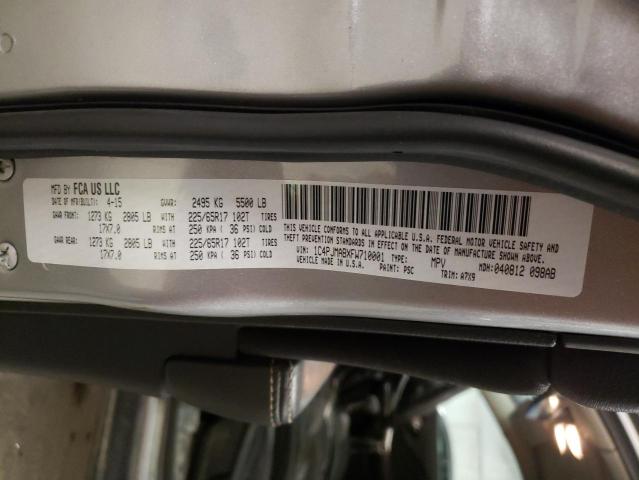 MFD BY FCA US LLC
DATE OF MFR(BUILT): 4-15 GVWR: 2495 KG 5500 LB
GAWR FRONT: 1273 KG 2805 LB WITH 225/65R17 102T TIRES
17X7.0 RIMS AT 250 KPA ( 36 PSI) COLD
GAWR REAR: 1273 KG 2805 LB WITH 225/65R17 102T TIRES
17X7.0 RIMS AT 250 KPA ( 36 PSI) COLD
THIS VEHICLE CONFORMS TO ALL APPLICABLE U.S.A. FEDERAL MOTOR VEHICLE SAFETY AND
THEFT PREVENTION STANDARDS IN EFFECT ON THE DATE OF MANUFACTURE SHOWN ABOVE.
VIN: 1C4PJMABXFW710001 TYPE: MPV MDH: 040812 098AB
VEHICLE MADE IN U.S.A. PAINT: PSC TRIM: A7X9